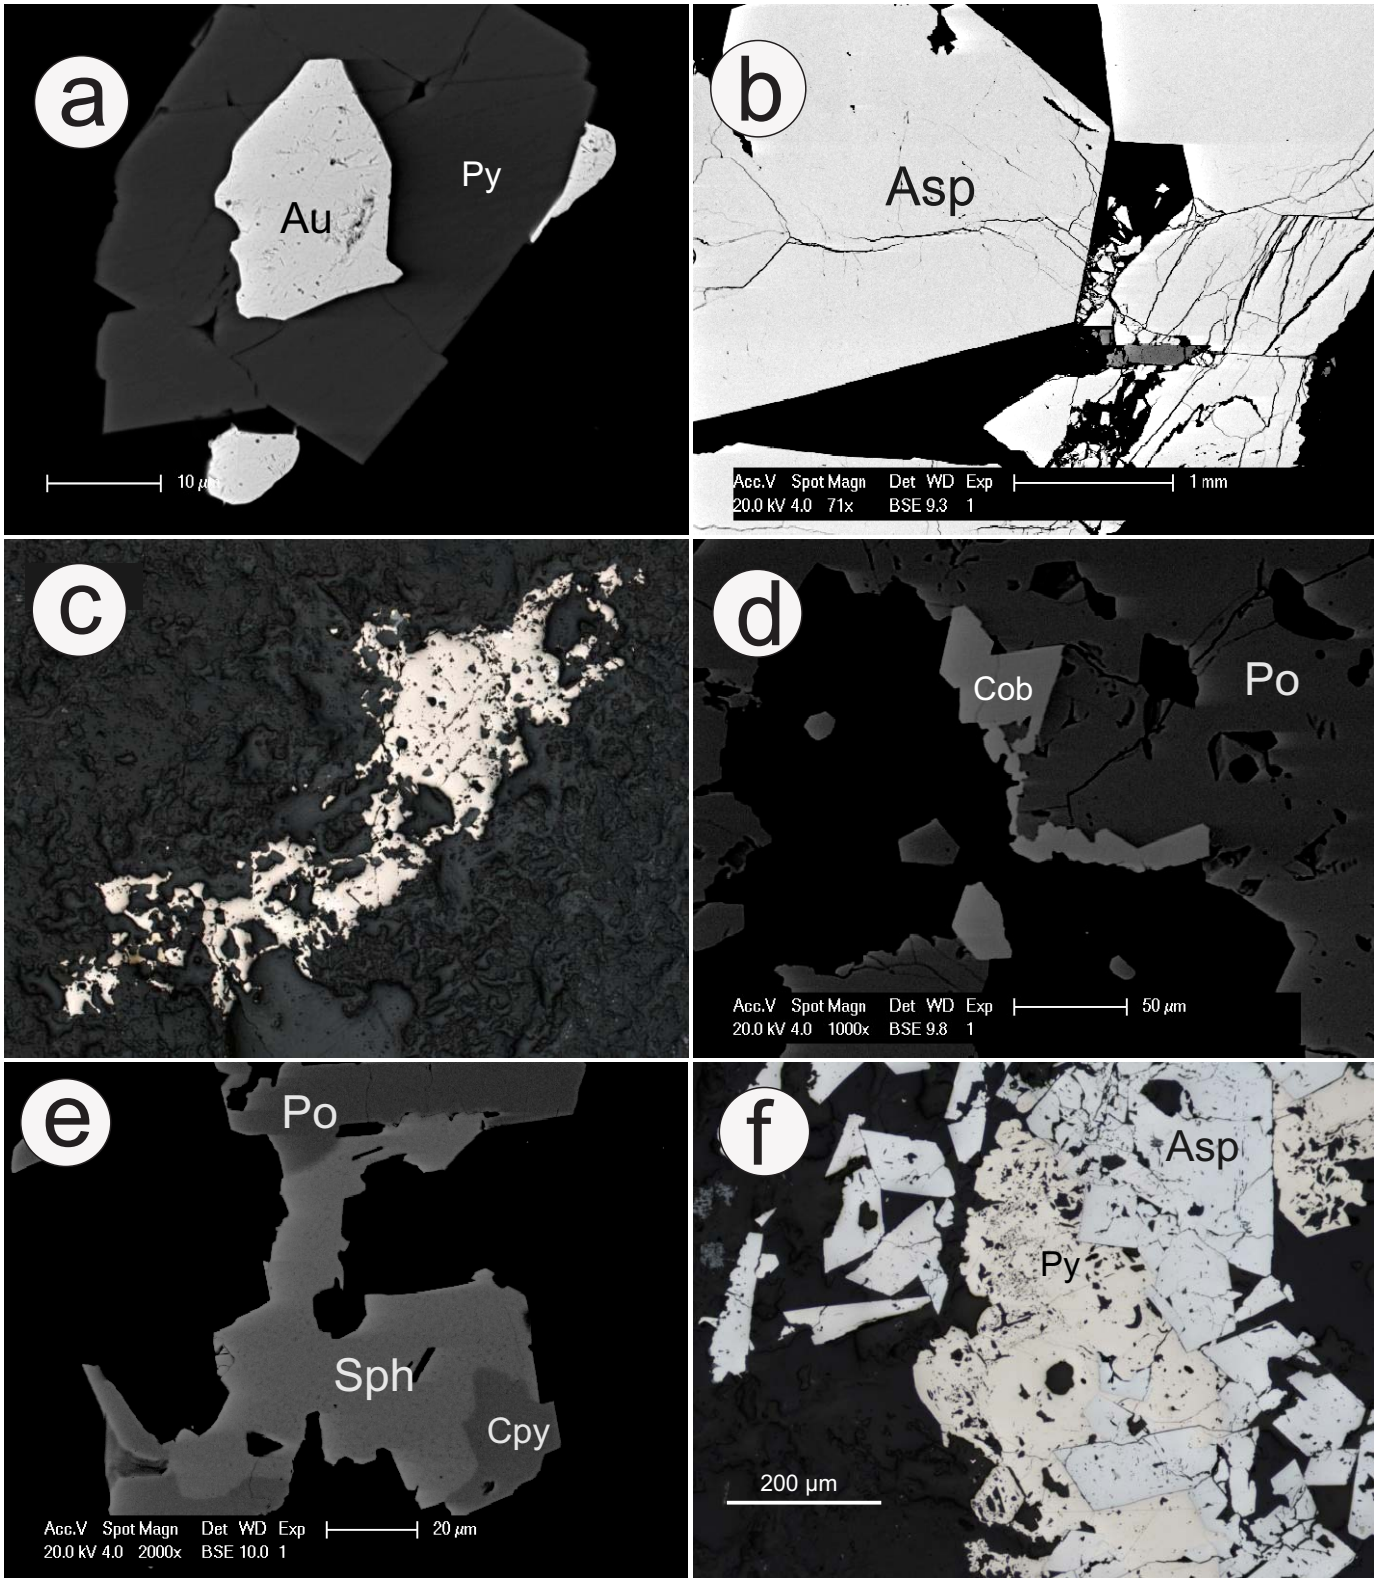 a
Au
Py
10 µm
b
Asp
Acc.V Spot Magn Det WD Exp 1 mm
20.0 kV 4.0 71x BSE 9.3 1
c
d
Cob
Po
Acc.V Spot Magn Det WD Exp 50 µm
20.0 kV 4.0 1000x BSE 9.8 1
e
Po
Sph
Cpy
Acc.V Spot Magn Det WD Exp 20 µm
20.0 kV 4.0 2000x BSE 10.0 1
f
Asp
Py
200 µm